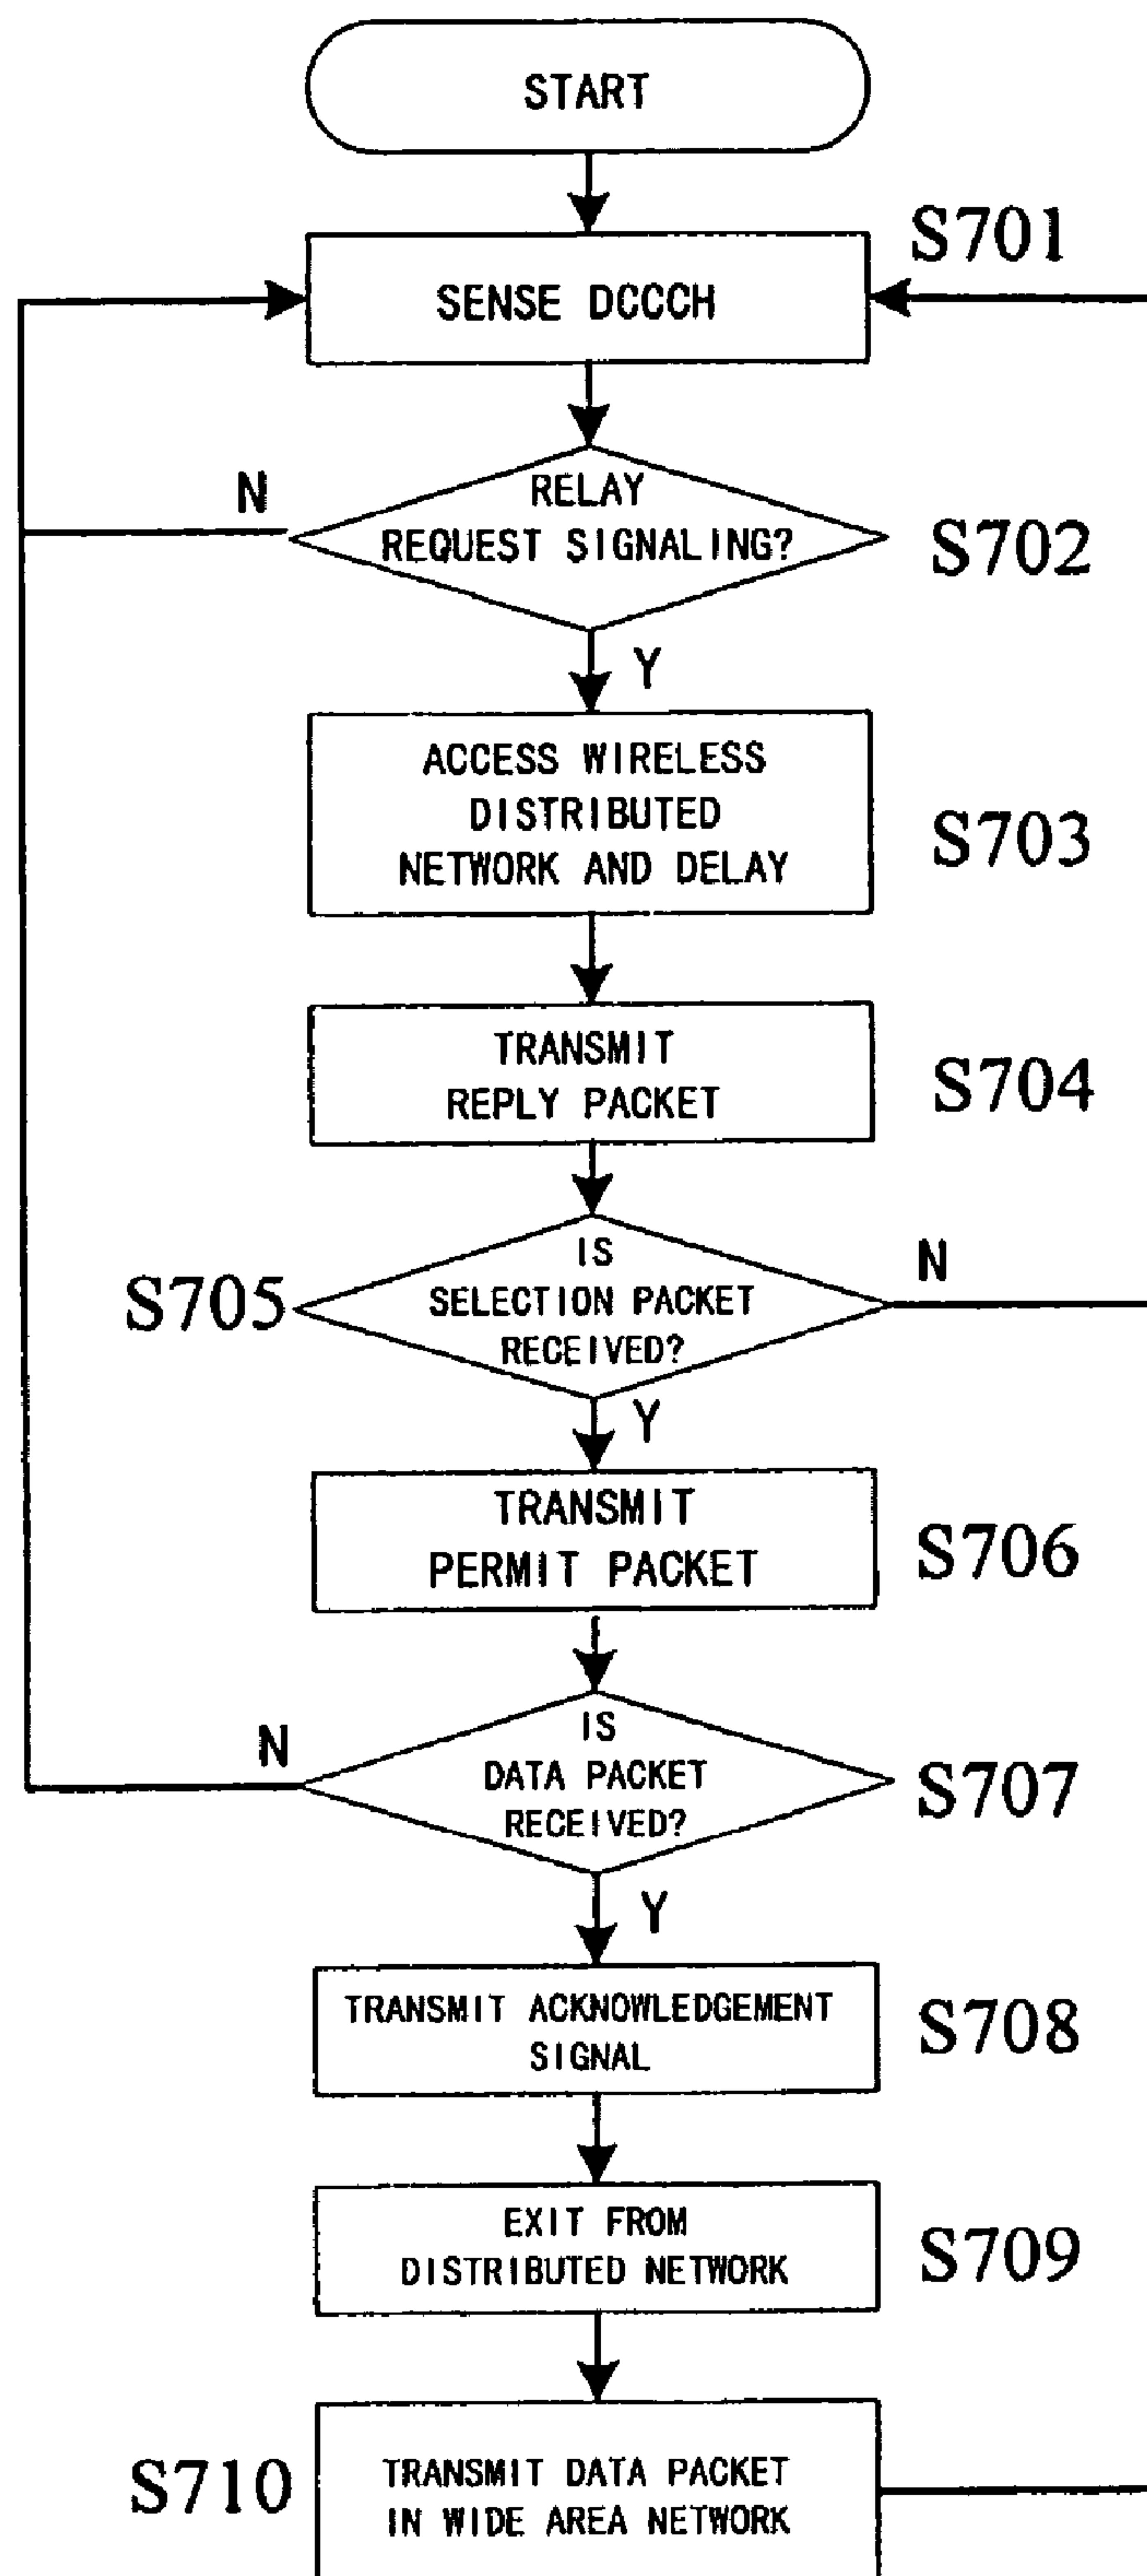 START
S701
SENSE DCCCH
N
RELAY
REQUEST SIGNALING?
S702
Y
ACCESS WIRELESS
DISTRIBUTED
NETWORK AND DELAY
S703
TRANSMIT
REPLY PACKET
S704
S705
IS
SELECTION PACKET
RECEIVED?
N
Y
TRANSMIT
PERMIT PACKET
S706
N
IS
DATA PACKET
RECEIVED?
S707
Y
TRANSMIT ACKNOWLEDGEMENT
SIGNAL
S708
EXIT FROM
DISTRIBUTED NETWORK
S709
S710
TRANSMIT DATA PACKET
IN WIDE AREA NETWORK